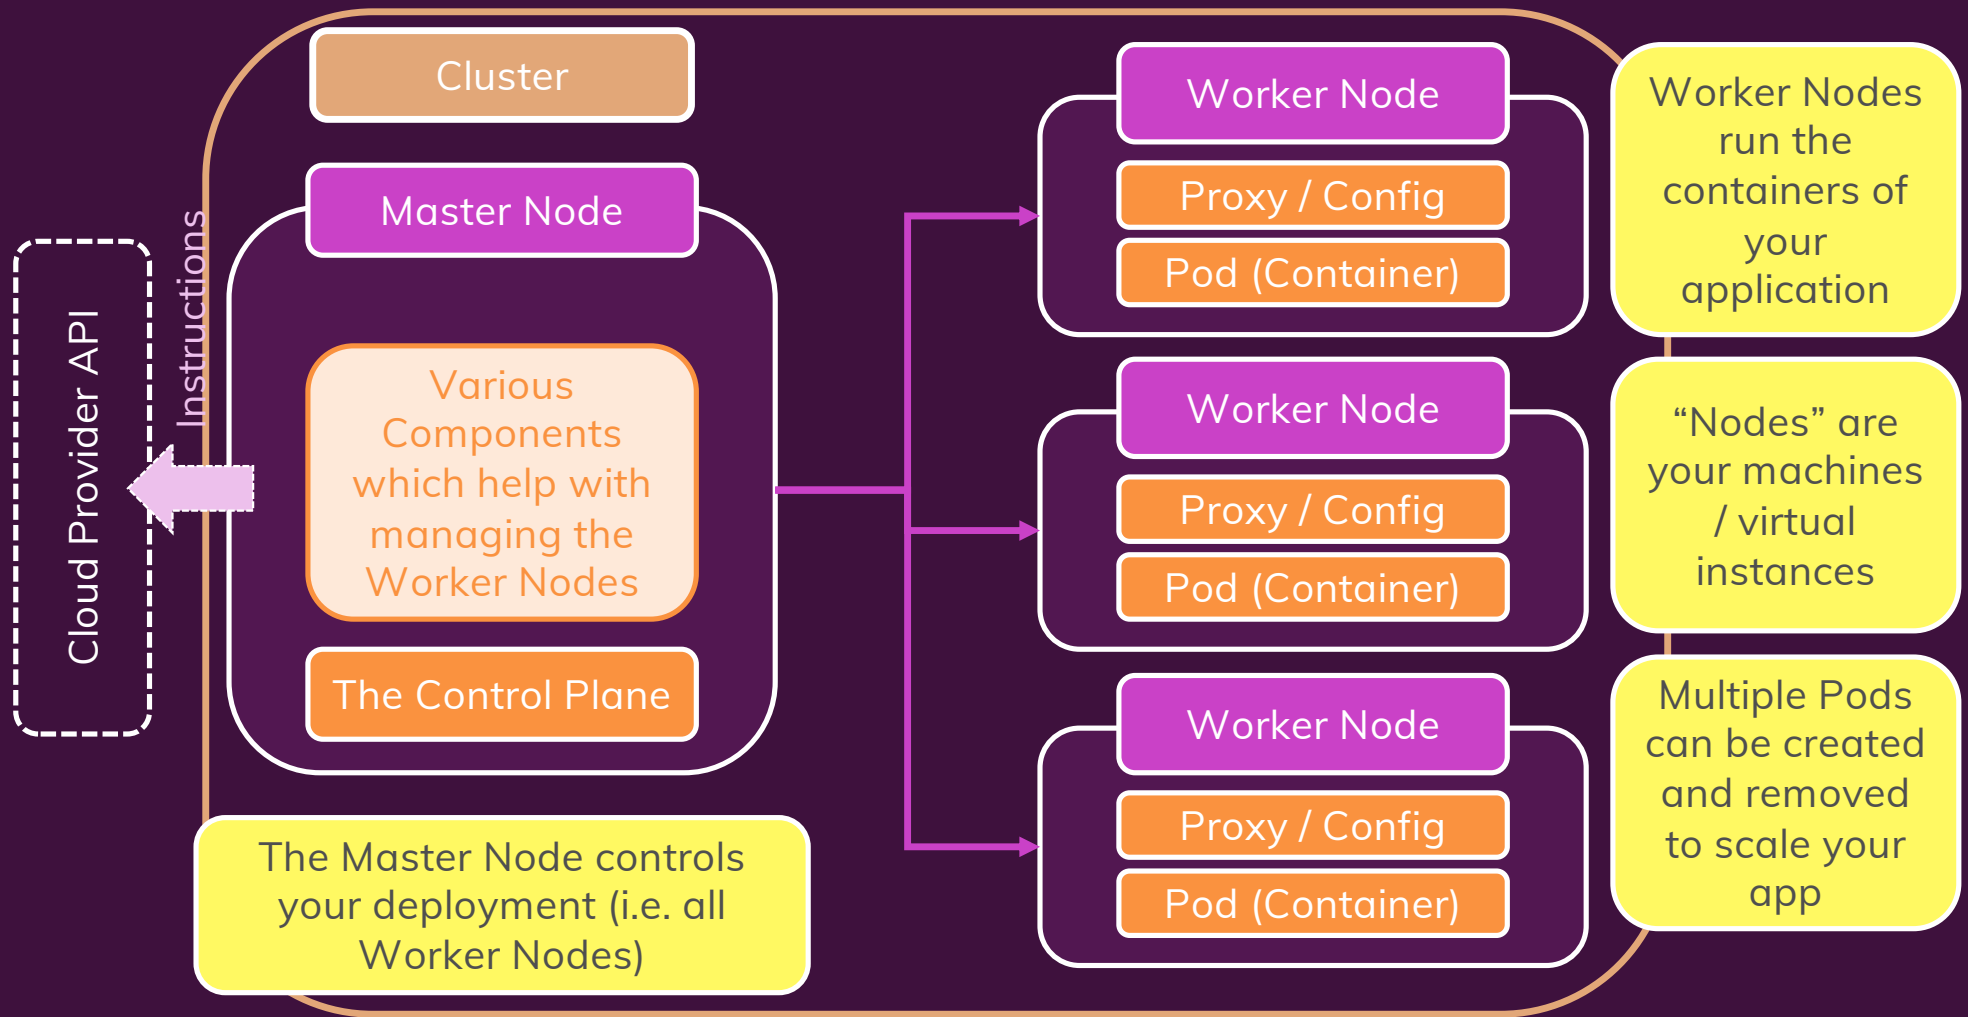 Cluster
Master Node
Instructions
Cloud Provider API
Various
Components
which help with
managing the
Worker Nodes
The Control Plane
The Master Node controls
your deployment (i.e. all
Worker Nodes)
Worker Node
Proxy / Config
Pod (Container)
Worker Node
Proxy / Config
Pod (Container)
Worker Node
Proxy / Config
Pod (Container)
Worker Nodes
run the
containers of
your
application
“Nodes” are
your machines
/ virtual
instances
Multiple Pods
can be created
and removed
to scale your
app